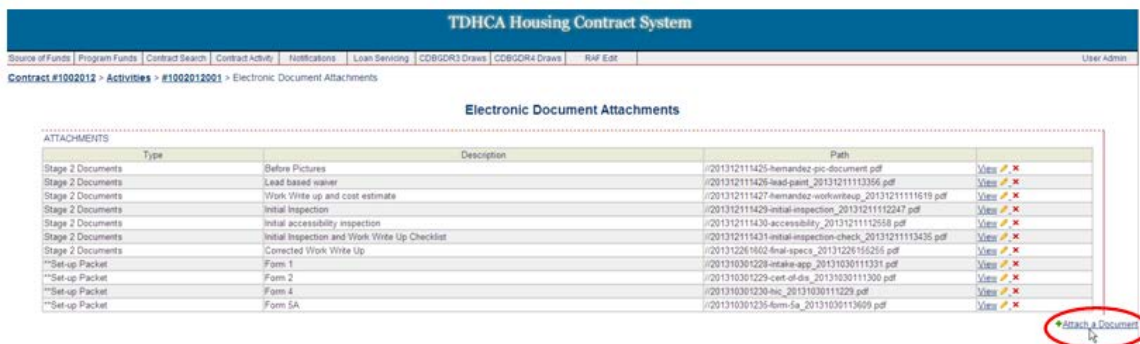 TDHCA Housing Contract System
Source of Funds Program Funds Contract Search Contract Activity Notifications Loan Servicing CDBGDR3 Draws CDBGDR4 Draws RAF Edit User Admin
Contract #1002012 > Activities > #1002012001 > Electronic Document Attachments
Electronic Document Attachments
ATTACHMENTS
Type Description Path
Stage 2 Documents Before Pictures //201312111425-hernandez-pic-document.pdf View
Stage 2 Documents Lead based waiver //201312111426-lead-paint_20131211113356.pdf View
Stage 2 Documents Work Write up and cost estimate //201312111427-hernandez-workwriteup_20131211111619.pdf View
Stage 2 Documents Initial Inspection //201312111429-initial-inspection_20131211112247.pdf View
Stage 2 Documents Initial accessibility inspection //201312111430-accessibility_20131211112558.pdf View
Stage 2 Documents Initial Inspection and Work Write Up Checklist //201312111431-initial-inspection-check_20131211113435.pdf View
Stage 2 Documents Corrected Work Write Up //201312261602-final-specs_20131226155255.pdf View
**Set-up Packet Form 1 //201310301228-intake-app_20131030111331.pdf View
**Set-up Packet Form 2 //201310301229-cert-of-dis_20131030111300.pdf View
**Set-up Packet Form 4 //201310301230-hic_20131030111229.pdf View
**Set-up Packet Form 5A //201310301235-form-5a_20131030113609.pdf View
Attach a Document